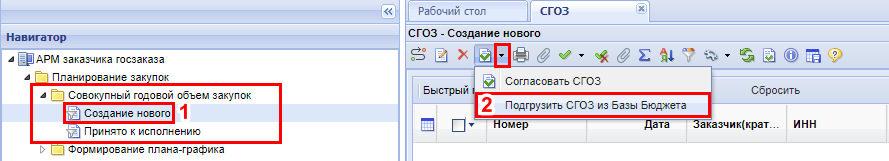 Навигатор
АРМ заказчика госзаказа
Планирование закупок
Совокупный годовой объем закупок
Создание нового 1
Принято к исполнению
Формирование плана-графика
Рабочий стол СГОЗ
СГОЗ - Создание нового
Согласовать СГОЗ
2 Подгрузить СГОЗ из Базы Бюджета
Быстрый Сбросить
Номер Дата Заказчик(крат... ИНН